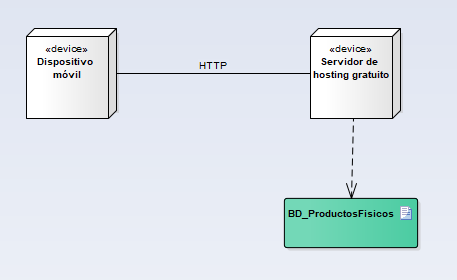 «device»
Dispositivo
móvil
HTTP
«device»
Servidor de
hosting gratuito
BD_ProductosFisicos